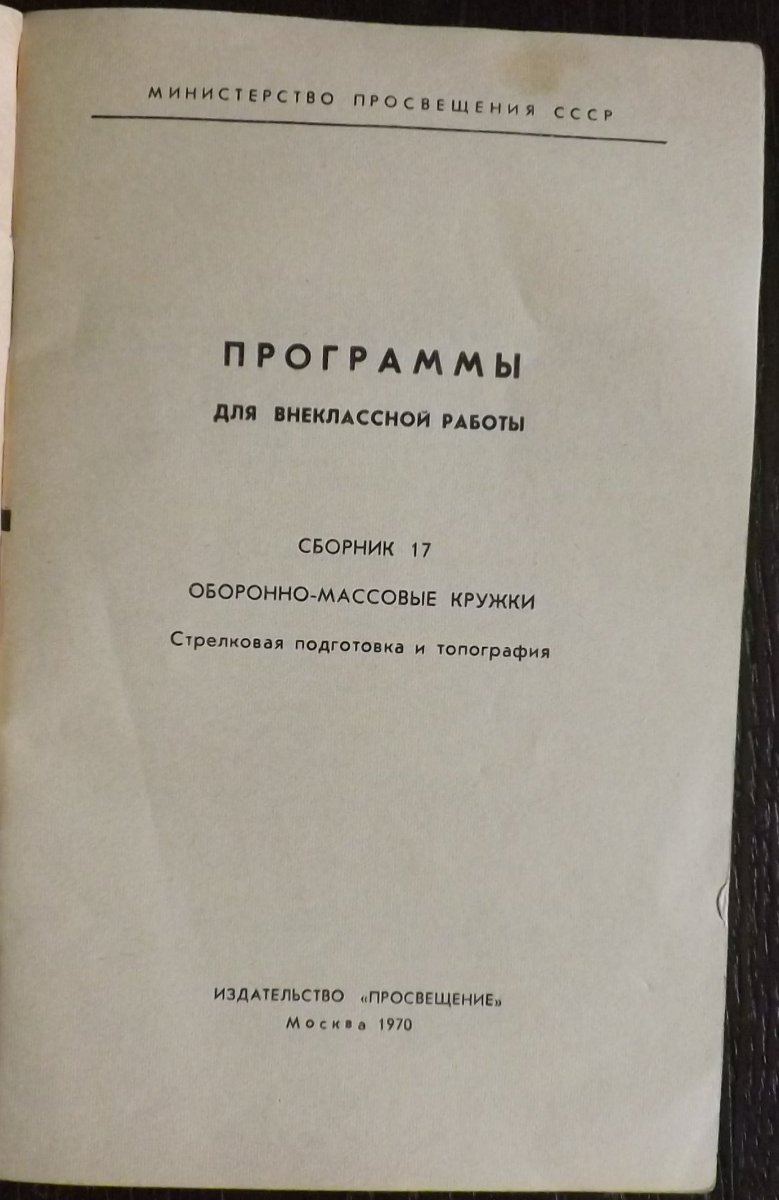 МИНИСТЕРСТВО ПРОСВЕЩЕНИЯ СССР
ПРОГРАММЫ
ДЛЯ ВНЕКЛАССНОЙ РАБОТЫ
СБОРНИК 17
ОБОРОННО-МАССОВЫЕ КРУЖКИ
Стрелковая подготовка и топография
ИЗДАТЕЛЬСТВО «ПРОСВЕЩЕНИЕ»
Москва 1970